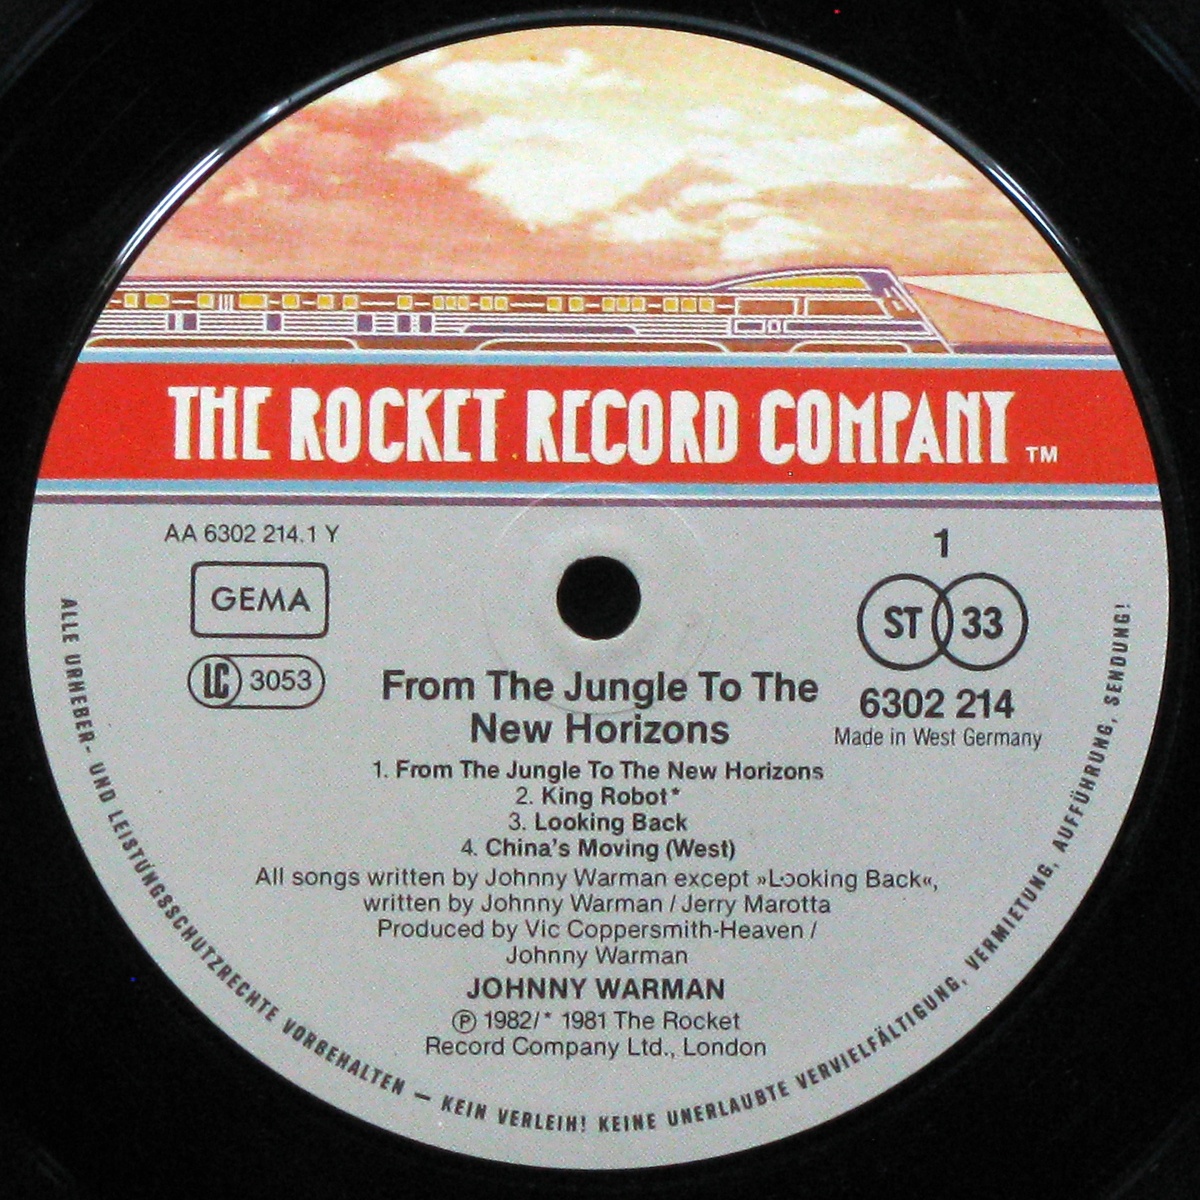 THE ROCKET RECORD COMPANY TM
AA 6302 214.1 Y
GEMA
LC 3053
1
ST 33
6302 214
Made in West Germany
From The Jungle To The
New Horizons
1. From The Jungle To The New Horizons
2. King Robot*
3. Looking Back
4. China's Moving (West)
All songs written by Johnny Warman except »Looking Back«,
written by Johnny Warman / Jerry Marotta
Produced by Vic Coppersmith-Heaven /
Johnny Warman
JOHNNY WARMAN
Ⓟ 1982/* 1981 The Rocket
Record Company Ltd., London
ALLE URHEBER- UND LEISTUNGSSCHUTZRECHTE VORBEHALTEN — KEIN VERLEIH! KEINE UNERLAUBTE VERVIELFÄLTIGUNG, VERMIETUNG, AUFFÜHRUNG, SENDUNG!